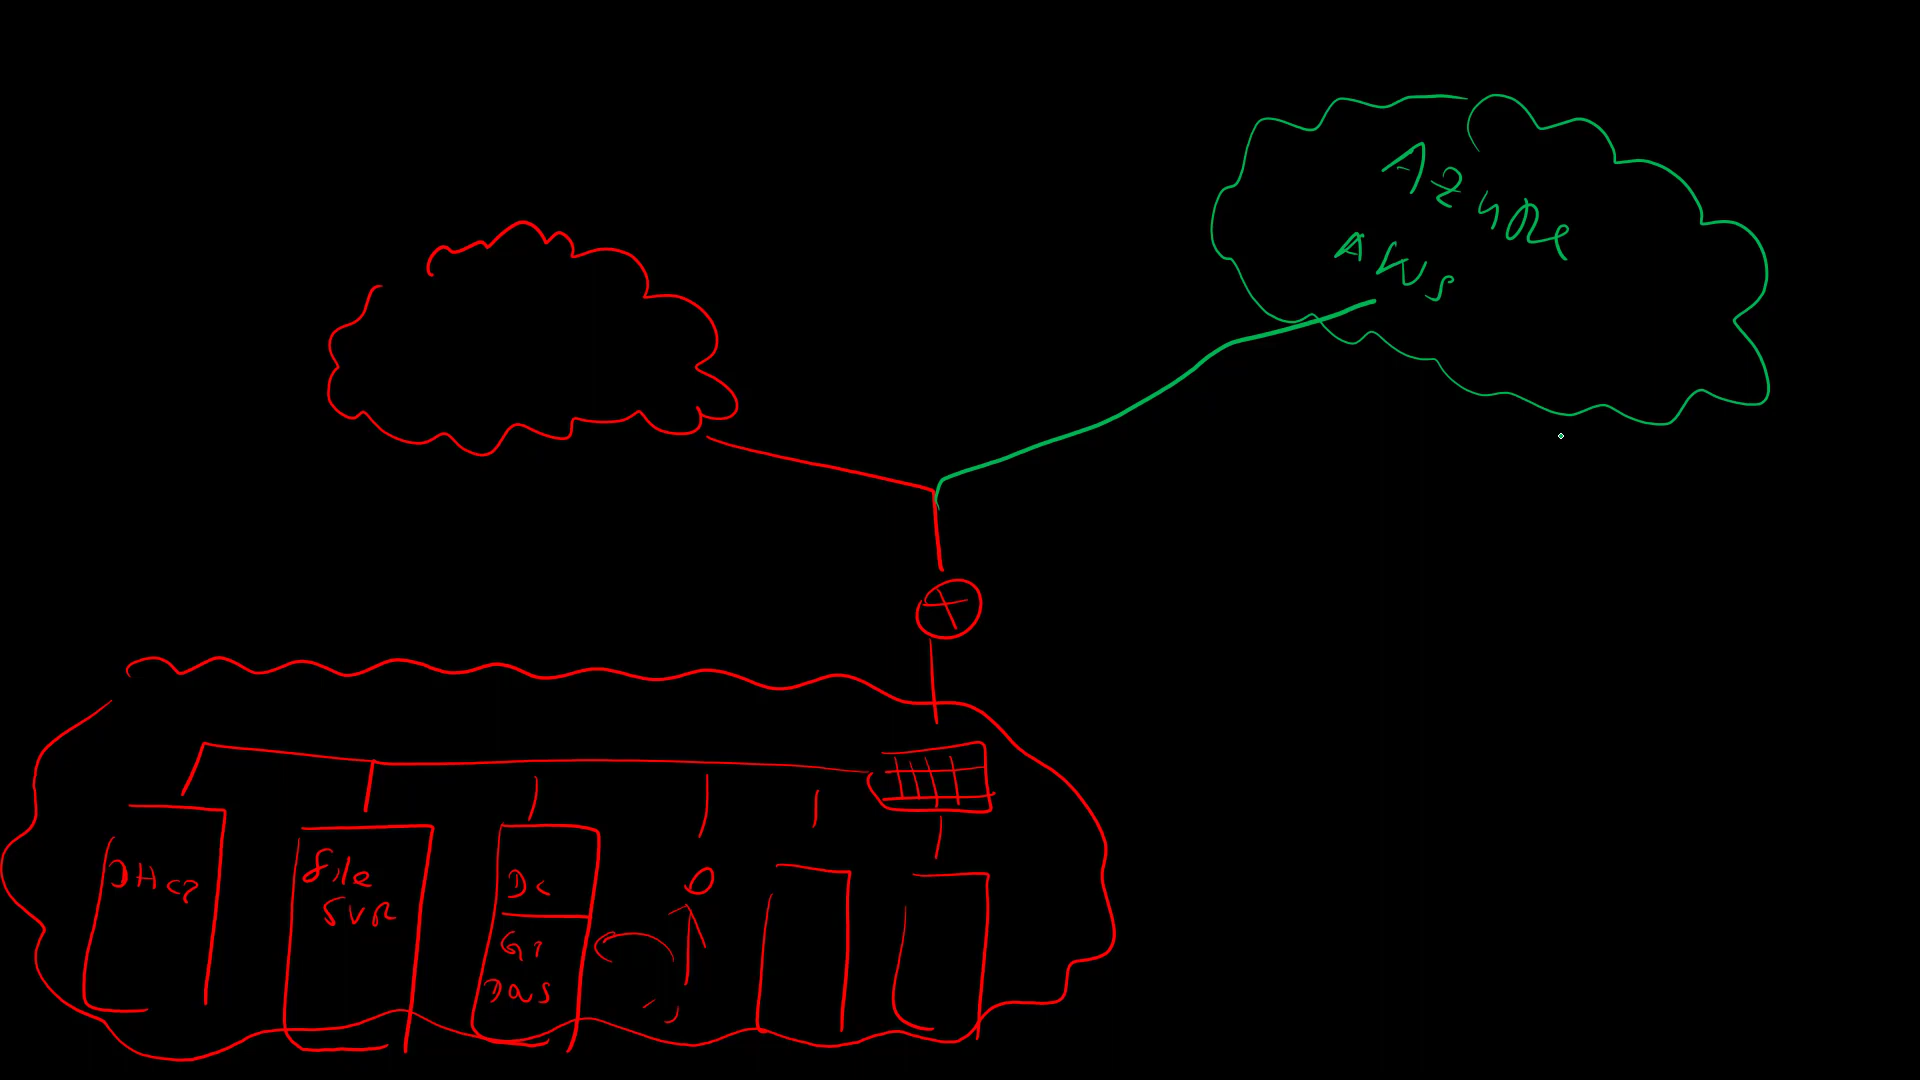 AZURe
AWS
DHCP
File
SVR
DC
GP
DNS